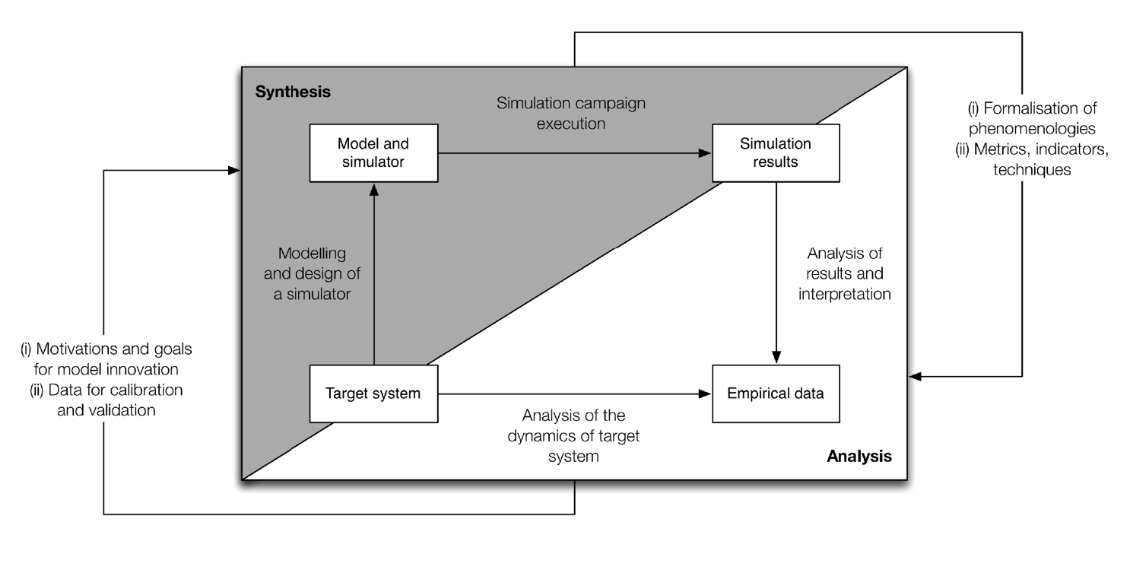 Synthesis
Simulation campaign
execution
Model and
simulator
Simulation
results
(i) Formalisation of
phenomenologies
(ii) Metrics, indicators,
techniques
Modelling
and design of
a simulator
Analysis of
results and
interpretation
(i) Motivations and goals
for model innovation
(ii) Data for calibration
and validation
Target system
Empirical data
Analysis of the
dynamics of target
system
Analysis